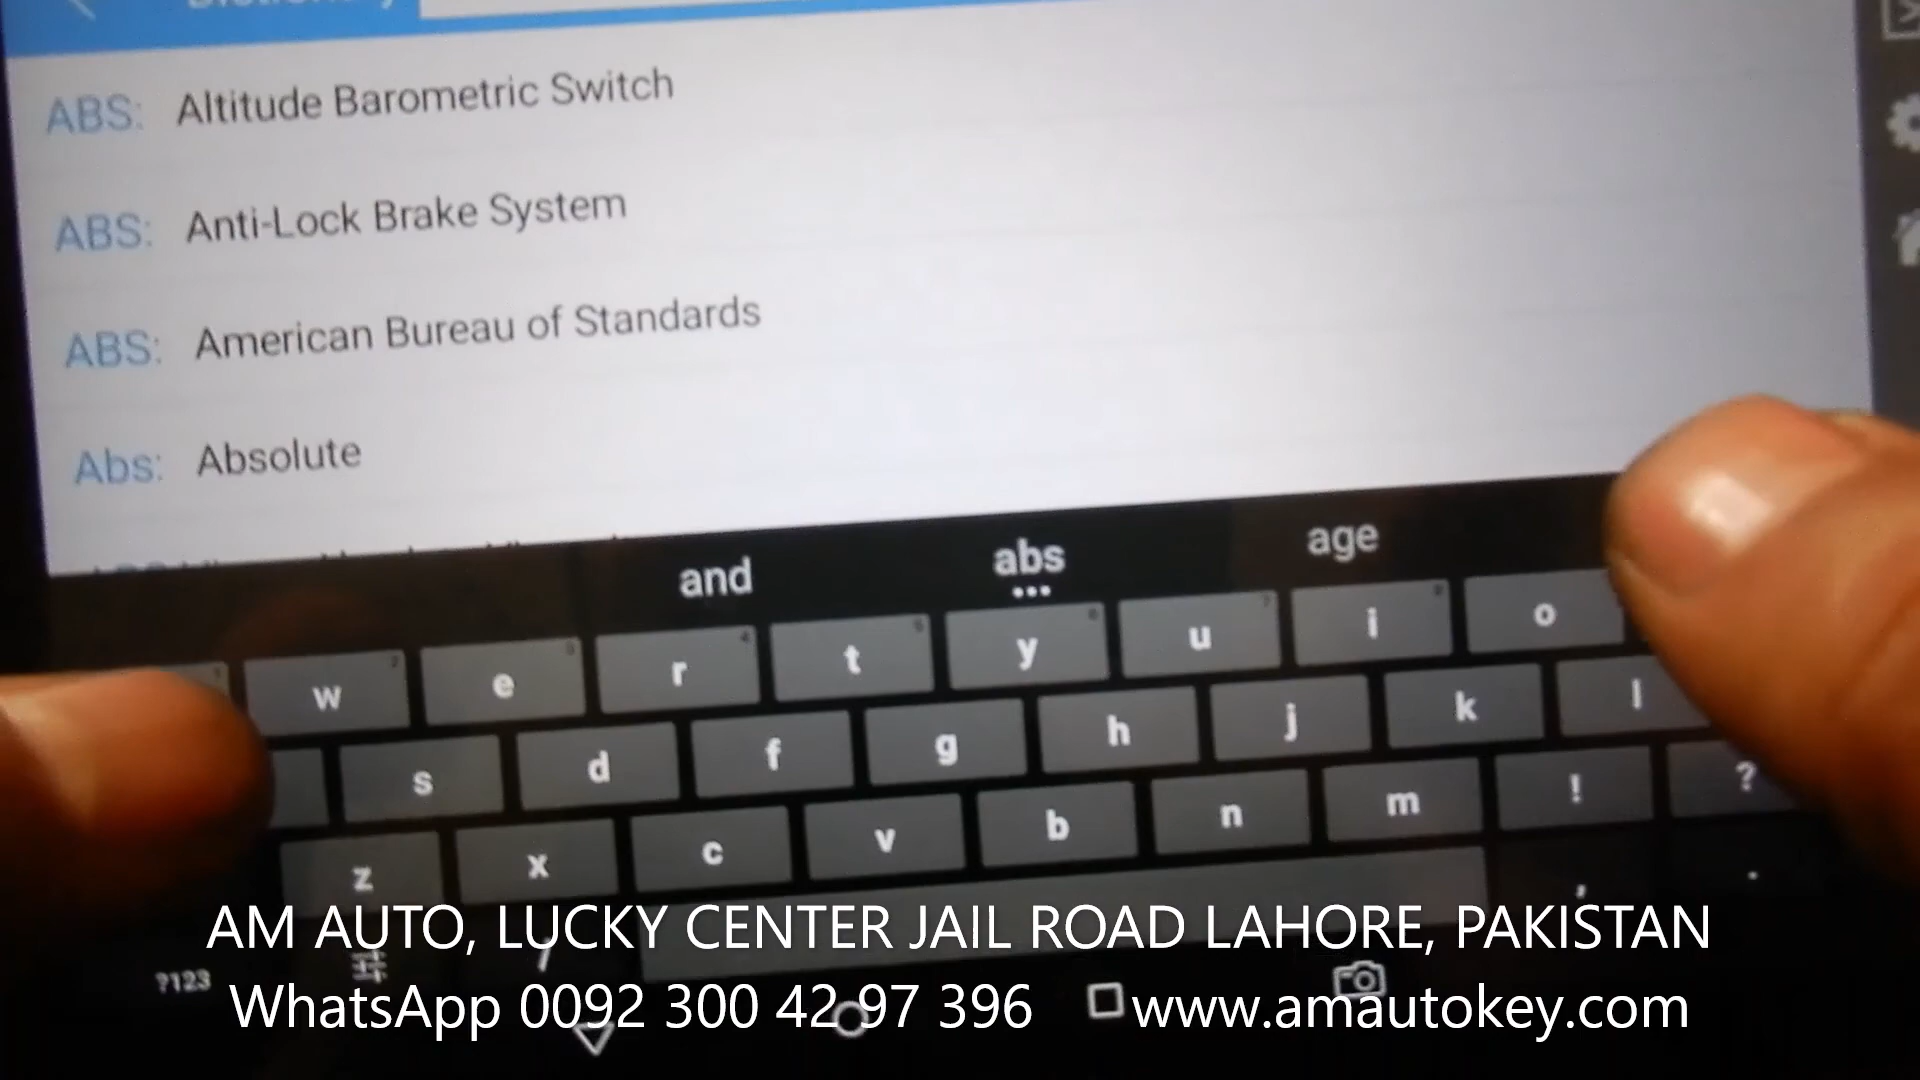 Dictionary
ABS: Altitude Barometric Switch
ABS: Anti-Lock Brake System
ABS: American Bureau of Standards
Abs: Absolute
and abs age
w e r t y u i o
s d f g h j k l
z x c v b n m ! ?
AM AUTO, LUCKY CENTER JAIL ROAD LAHORE, PAKISTAN
?123 / , .
WhatsApp 0092 300 42 97 396 www.amautokey.com